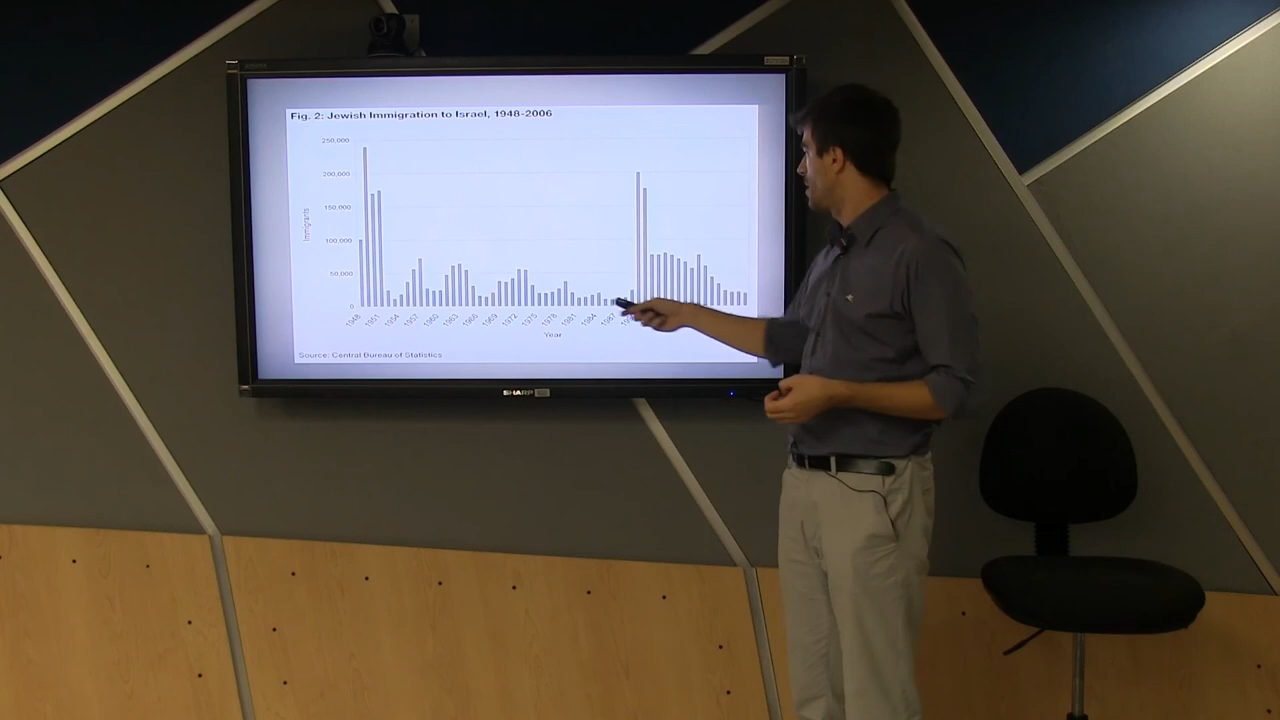 Fig. 2: Jewish Immigration to Israel, 1948-2006
250,000
200,000
150,000
100,000
50,000
0
Immigrants
1948 1951 1954 1957 1960 1963 1966 1969 1972 1975 1978 1981 1984 1987
Year
Source: Central Bureau of Statistics
SHARP